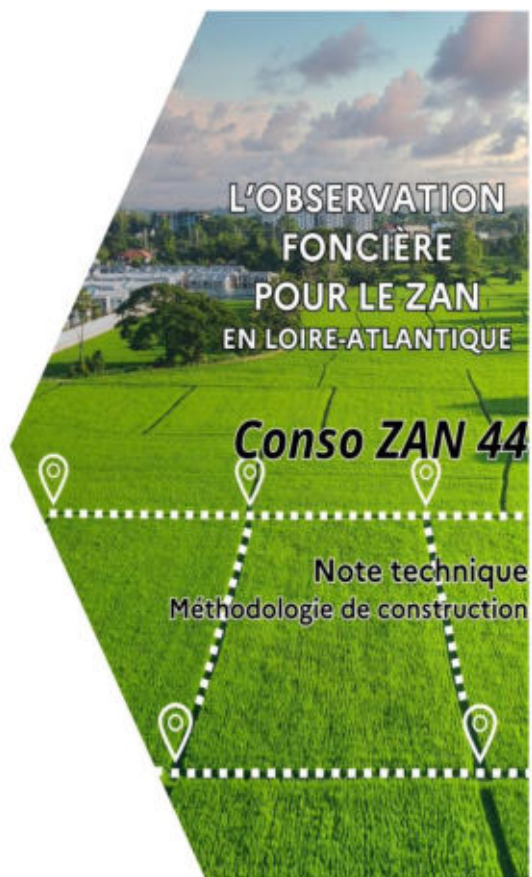 L'OBSERVATION
FONCIÈRE
POUR LE ZAN
EN LOIRE-ATLANTIQUE
Conso ZAN 44
Note technique
Méthodologie de construction